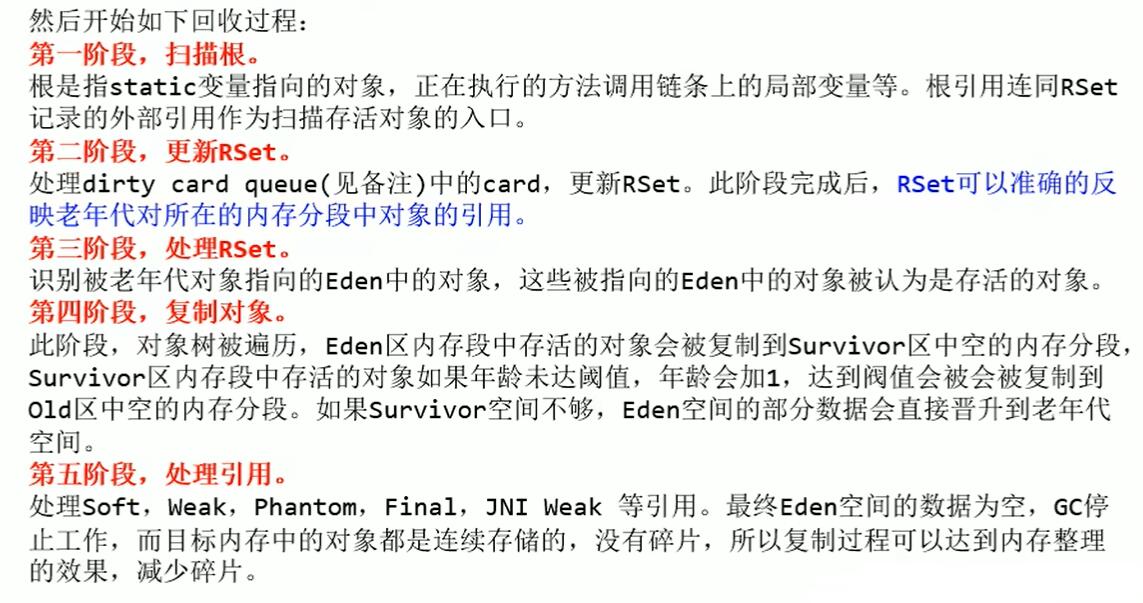 然后开始如下回收过程：
第一阶段，扫描根。
根是指static变量指向的对象，正在执行的方法调用链条上的局部变量等。根引用连同RSet
记录的外部引用作为扫描存活对象的入口。
第二阶段，更新RSet。
处理dirty card queue(见备注)中的card，更新RSet。此阶段完成后，RSet可以准确的反
映老年代对所在的内存分段中对象的引用。
第三阶段，处理RSet。
识别被老年代对象指向的Eden中的对象，这些被指向的Eden中的对象被认为是存活的对象。
第四阶段，复制对象。
此阶段，对象树被遍历，Eden区内存段中存活的对象会被复制到Survivor区中空的内存分段，
Survivor区内存段中存活的对象如果年龄未达阈值，年龄会加1，达到阀值会被会被复制到
Old区中空的内存分段。如果Survivor空间不够，Eden空间的部分数据会直接晋升到老年代
空间。
第五阶段，处理引用。
处理Soft，Weak，Phantom，Final，JNI Weak 等引用。最终Eden空间的数据为空，GC停
止工作，而目标内存中的对象都是连续存储的，没有碎片，所以复制过程可以达到内存整理
的效果，减少碎片。